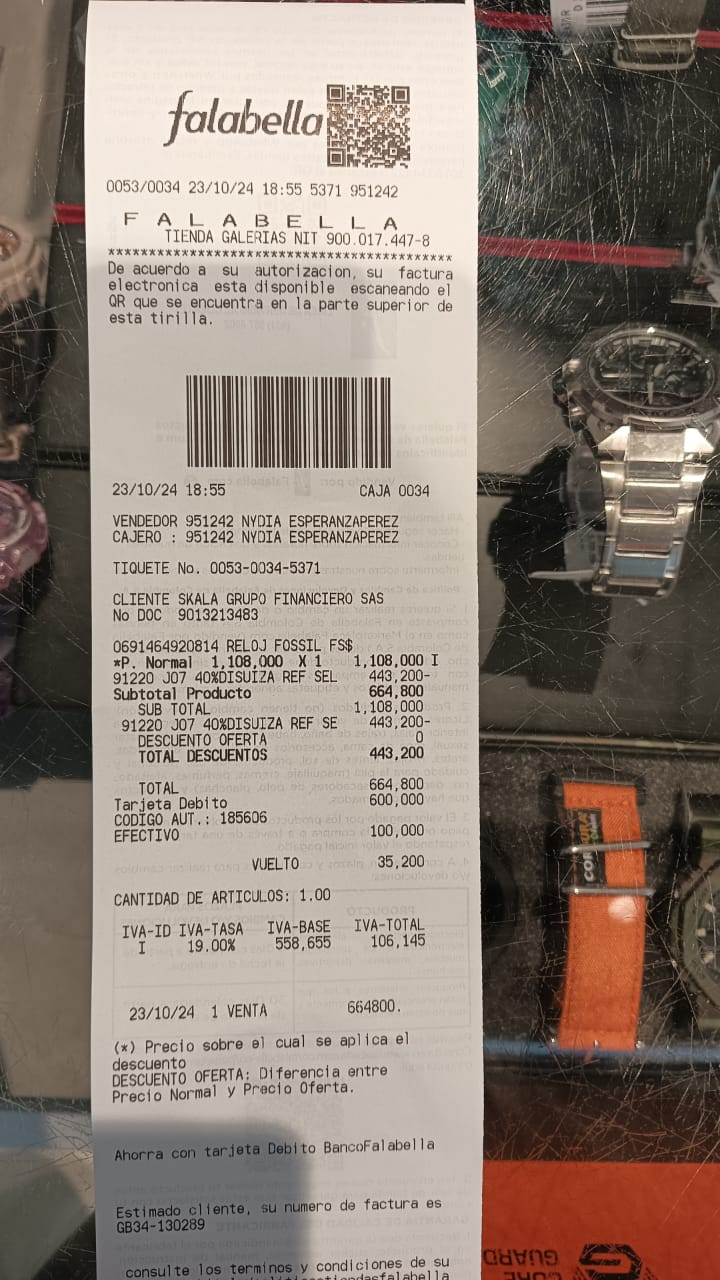 falabella
0053/0034 23/10/24 18:55 5371 951242
F A L A B E L L A
TIENDA GALERIAS NIT 900.017.447-8
******************************************
De acuerdo a su autorizacion, su factura
electronica esta disponible escaneando el
QR que se encuentra en la parte superior de
esta tirilla.
23/10/24 18:55 CAJA 0034
VENDEDOR 951242 NYDIA ESPERANZAPEREZ
CAJERO : 951242 NYDIA ESPERANZAPEREZ
TIQUETE No. 0053-0034-5371
CLIENTE SKALA GRUPO FINANCIERO SAS
No DOC 9013213483
0691464920814 RELOJ FOSSIL FS$
*P. Normal 1,108,000 X 1 1,108,000 I
91220 J07 40%DISUIZA REF SEL 443,200-
Subtotal Producto 664,800
SUB TOTAL 1,108,000
91220 J07 40%DISUIZA REF SE 443,200-
DESCUENTO OFERTA 0
TOTAL DESCUENTOS 443,200
TOTAL 664,800
Tarjeta Debito 600,000
CODIGO AUT.: 185606
EFECTIVO 100,000
VUELTO 35,200
CANTIDAD DE ARTICULOS: 1.00
IVA-ID IVA-TASA IVA-BASE IVA-TOTAL
I 19.00% 558,655 106,145
23/10/24 1 VENTA 664800.
(*) Precio sobre el cual se aplica el
descuento
DESCUENTO OFERTA: Diferencia entre
Precio Normal y Precio Oferta.
Ahorra con tarjeta Debito BancoFalabella
Estimado cliente, su numero de factura es
GB34-130289
consulte los terminos y condiciones de su
CORDURA
CORE
GUARD